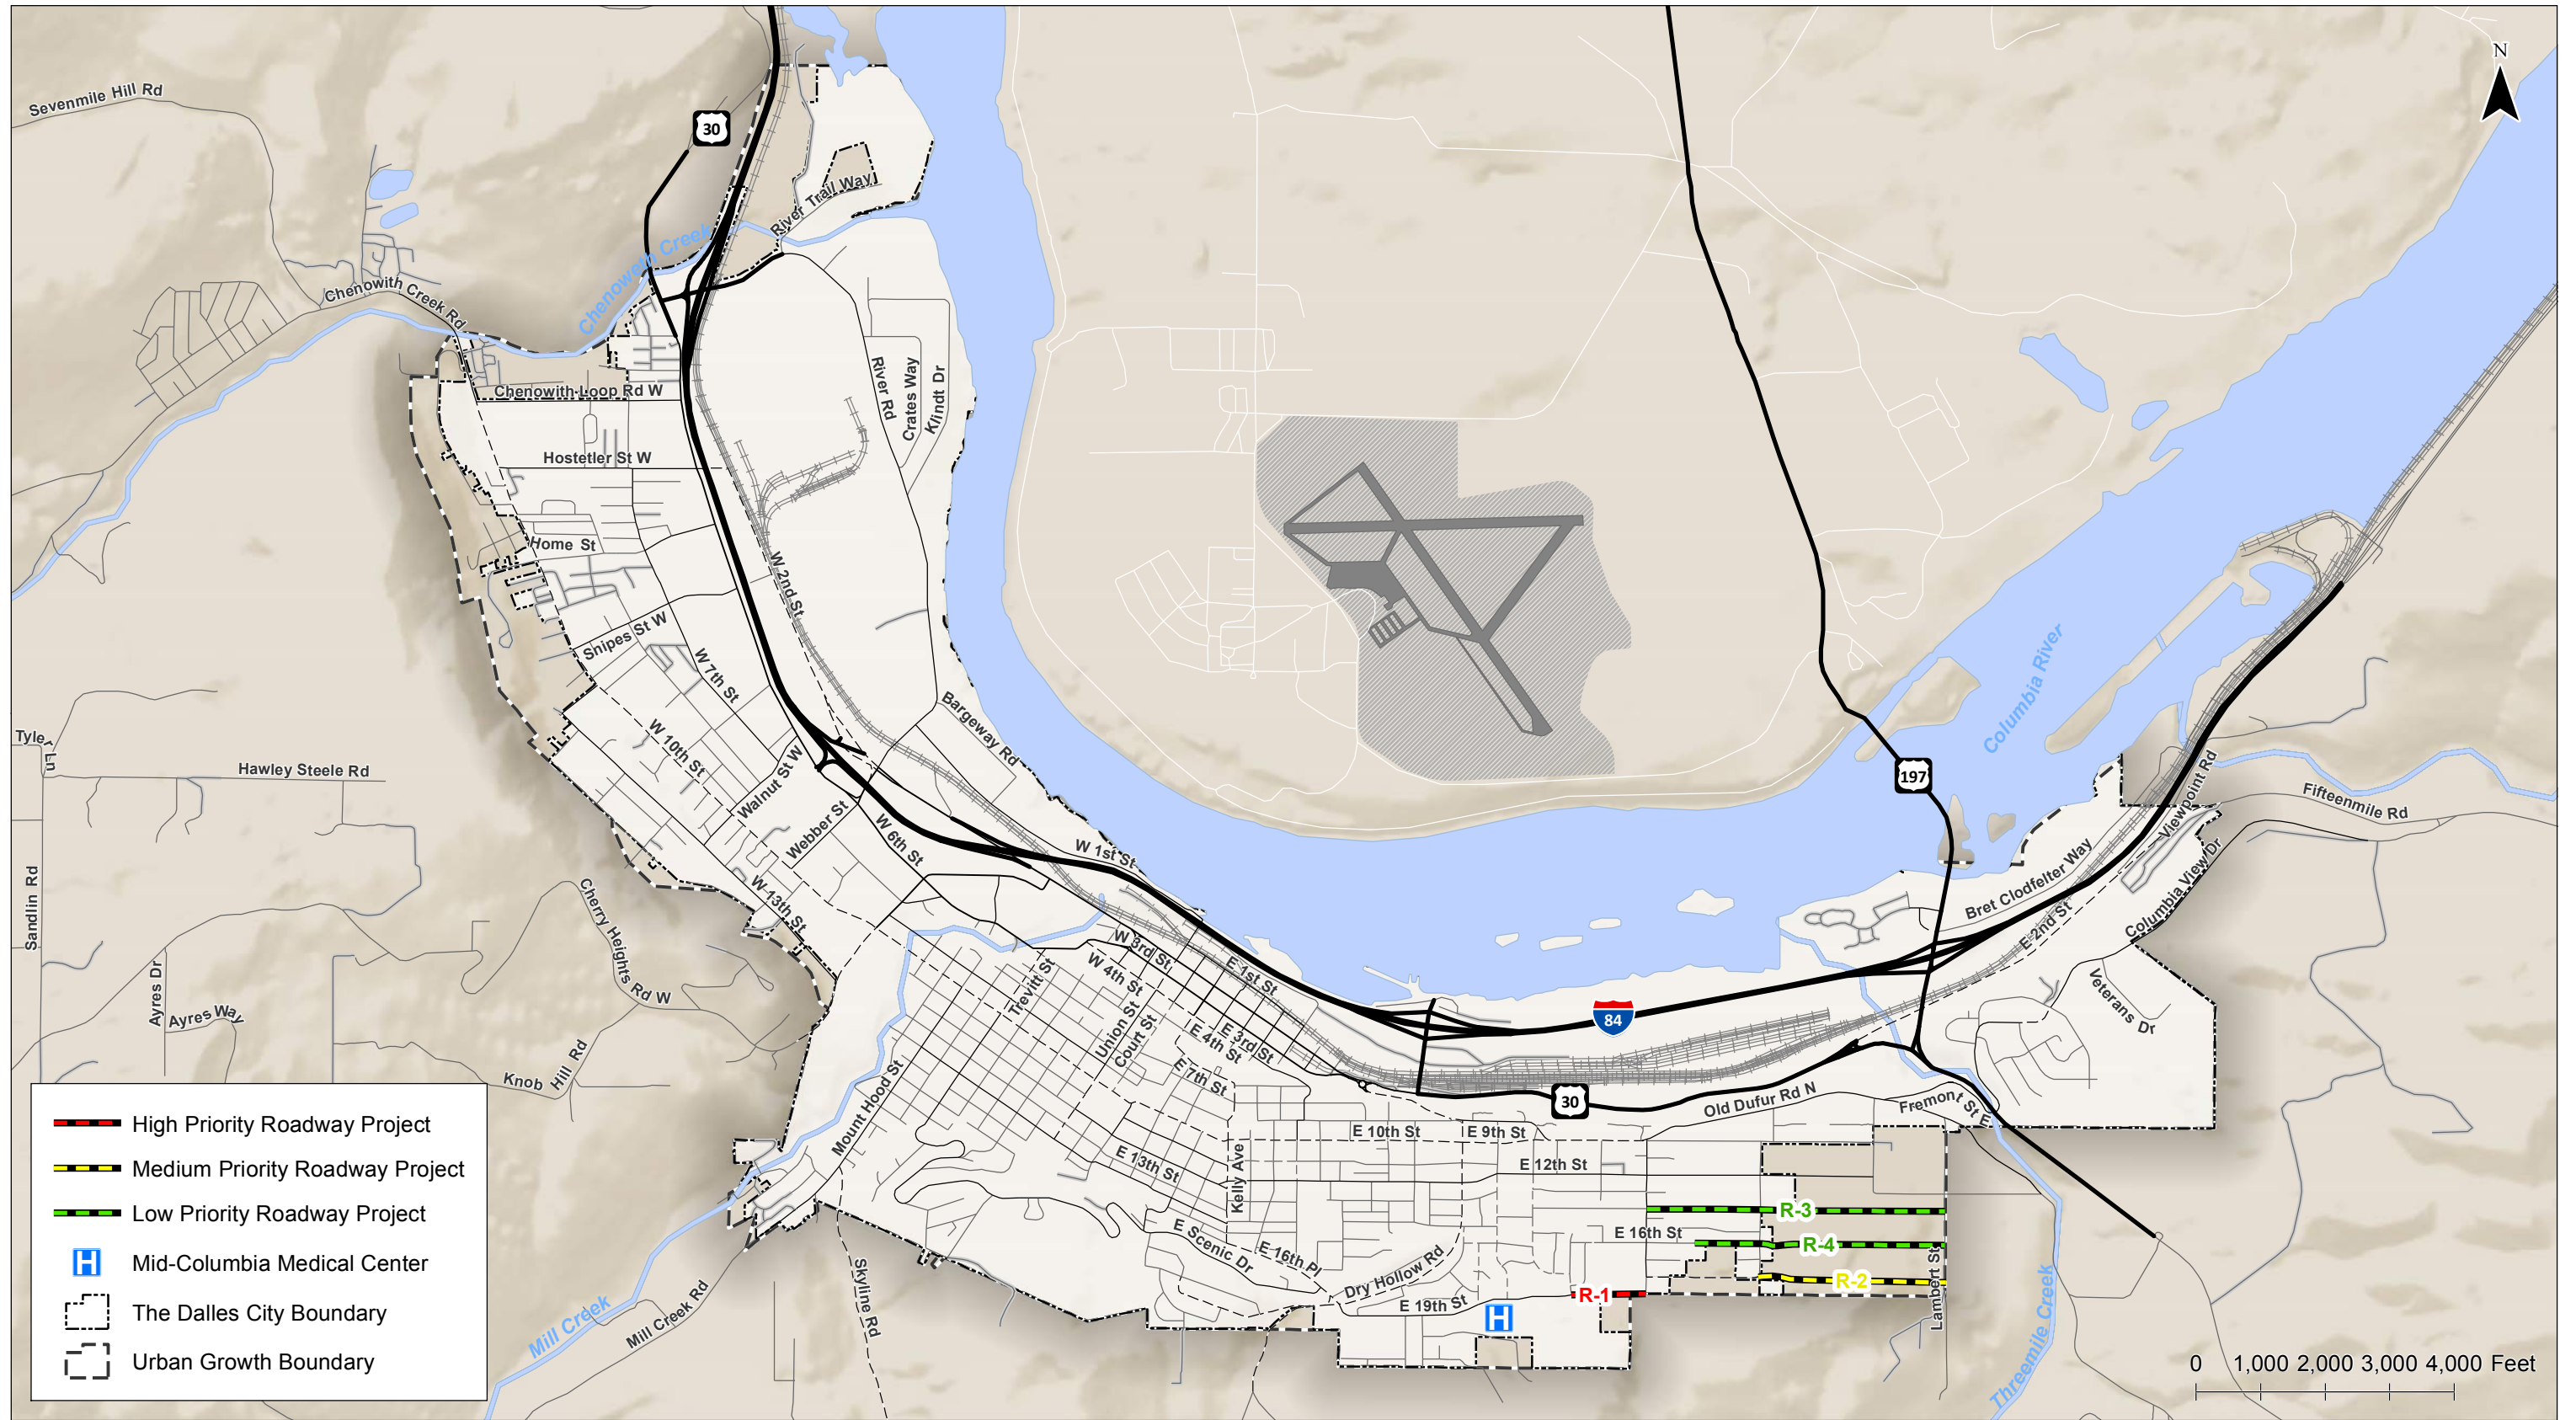 N
Sevenmile Hill Rd
30
River Trail Way
Chenoweth Creek
Chenowith Creek Rd
Chenowith Loop Rd W
River Rd
Crates Way
Kindt Dr
Hostetler St W
Home St
W 2nd St
Snipes St W
W 7th St
Bargeway Rd
Columbia River
Tyler Ln
Hawley Steele Rd
W 10th St
Walnut St W
Webber St
W 6th St
W 1st St
197
Viewpoint Rd
Fifteenmile Rd
Bret Clodfelter Way
Columbia View Dr
E 2nd St
Sandlin Rd
Cherry Heights Rd W
W 13th St
Ayres Dr
Ayres Way
Knob Hill Rd
Trevitt St
W 3rd St
W 4th St
E 1st St
Union St
Court St
E 3rd St
E 4th St
E 7th St
84
Veterans Dr
30
Old Dufur Rd N
Fremont St E
Mount Hood St
E 10th St
E 9th St
E 12th St
E 13th St
Kelly Ave
E 16th St
R-3
R-4
R-2
R-1
E Scenic Dr
E 16th Pl
Dry Hollow Rd
E 19th St
H
Lambert St
Threemile Creek
Skyline Rd
Mill Creek
Mill Creek Rd
High Priority Roadway Project
Medium Priority Roadway Project
Low Priority Roadway Project
H Mid-Columbia Medical Center
The Dalles City Boundary
Urban Growth Boundary
0 1,000 2,000 3,000 4,000 Feet